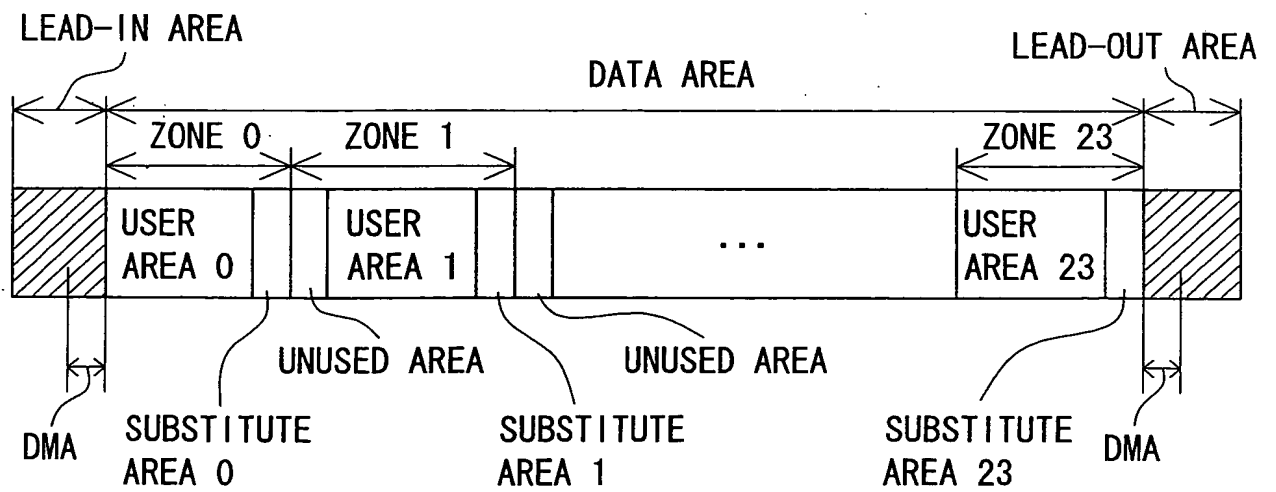 LEAD-IN AREA
DATA AREA
LEAD-OUT AREA
ZONE 0
ZONE 1
ZONE 23
USER
AREA 0
USER
AREA 1
...
USER
AREA 23
UNUSED AREA
UNUSED AREA
DMA
SUBSTITUTE
AREA 0
SUBSTITUTE
AREA 1
SUBSTITUTE
AREA 23
DMA